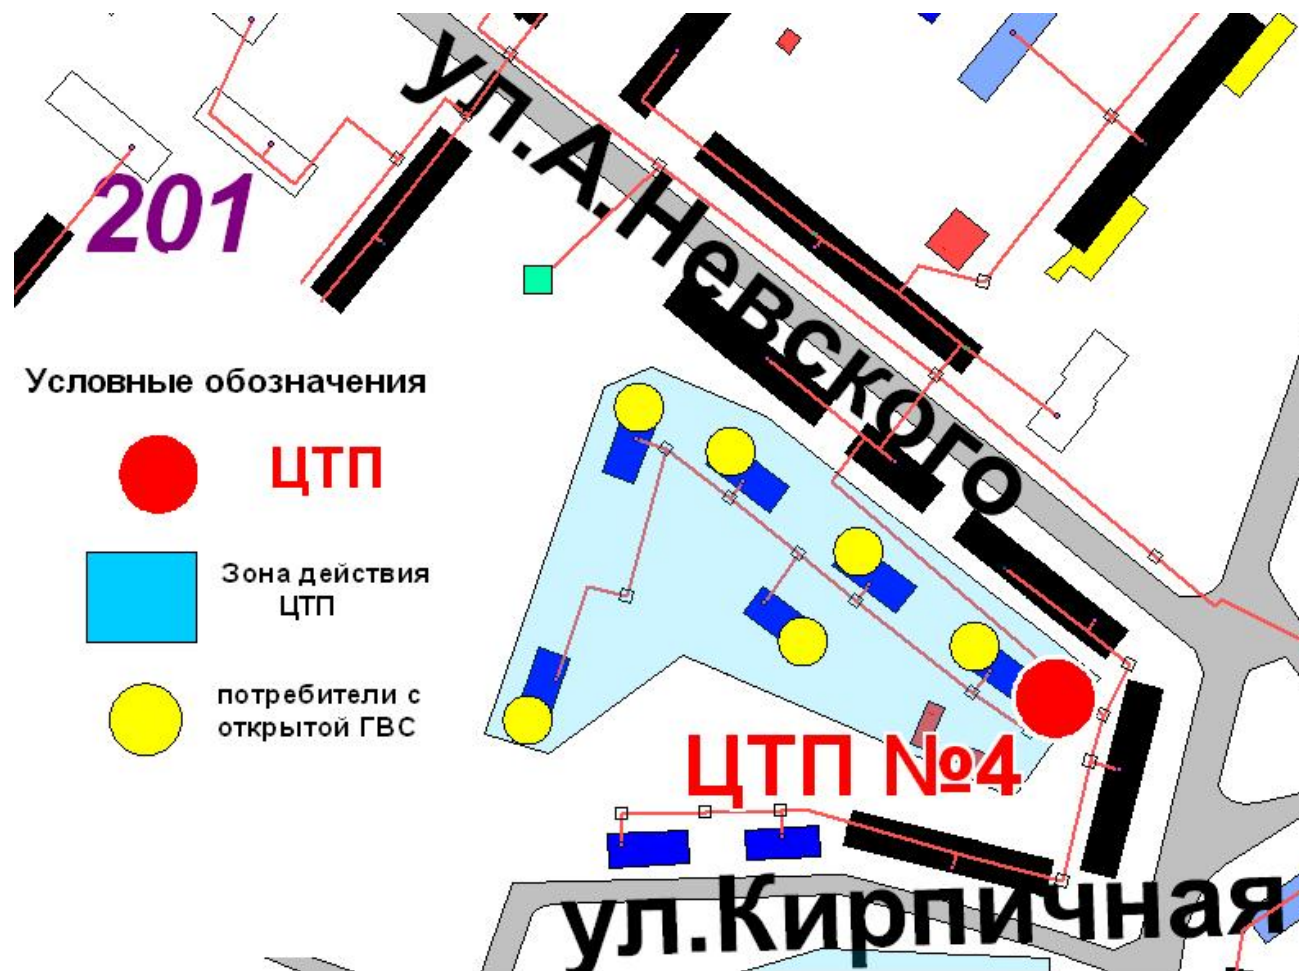 ул.А.Невского
201
Условные обозначения
ЦТП
Зона действия
ЦТП
потребители с
открытой ГВС
ЦТП №4
ул.Кирпичная